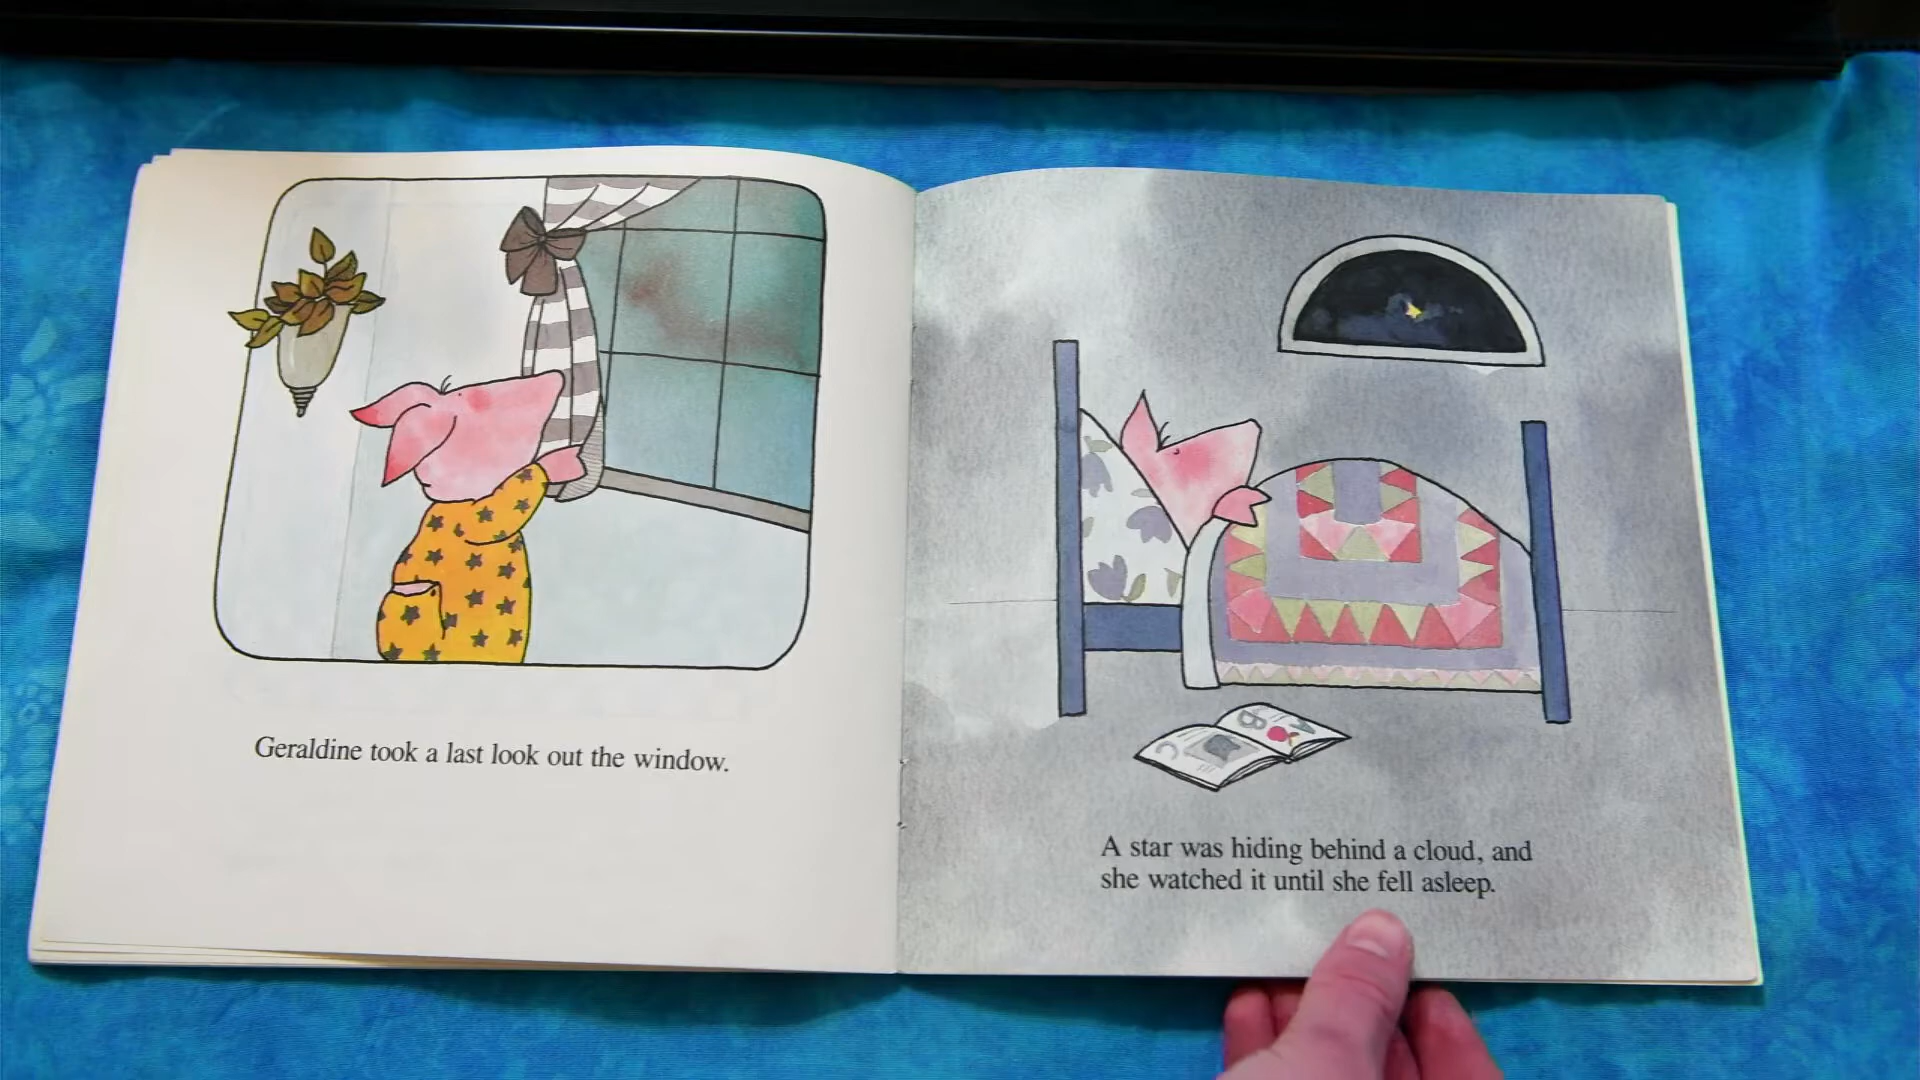 Geraldine took a last look out the window.
A star was hiding behind a cloud, and
she watched it until she fell asleep.